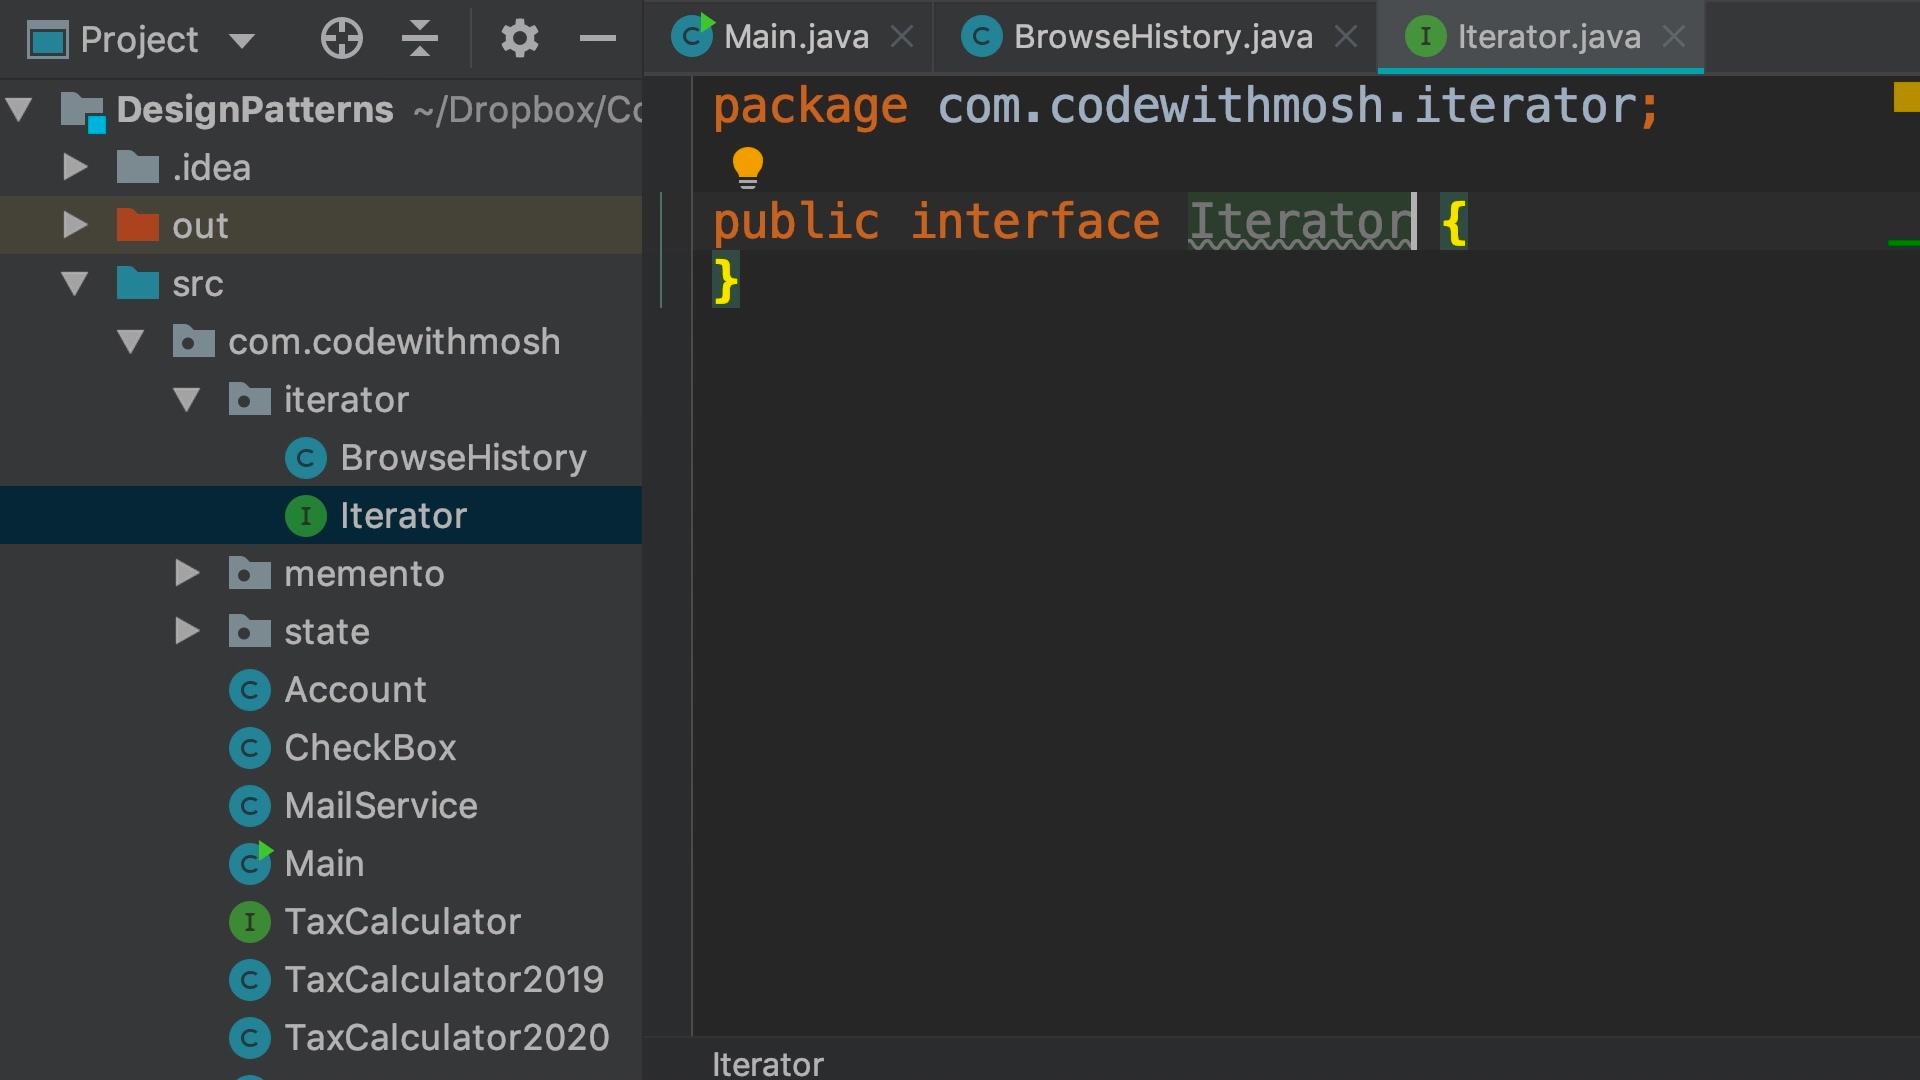 Project
Main.java
BrowseHistory.java
Iterator.java
DesignPatterns ~/Dropbox/Co
.idea
out
src
com.codewithmosh
iterator
BrowseHistory
Iterator
memento
state
Account
CheckBox
MailService
Main
TaxCalculator
TaxCalculator2019
TaxCalculator2020
package com.codewithmosh.iterator;
public interface Iterator {
}
Iterator